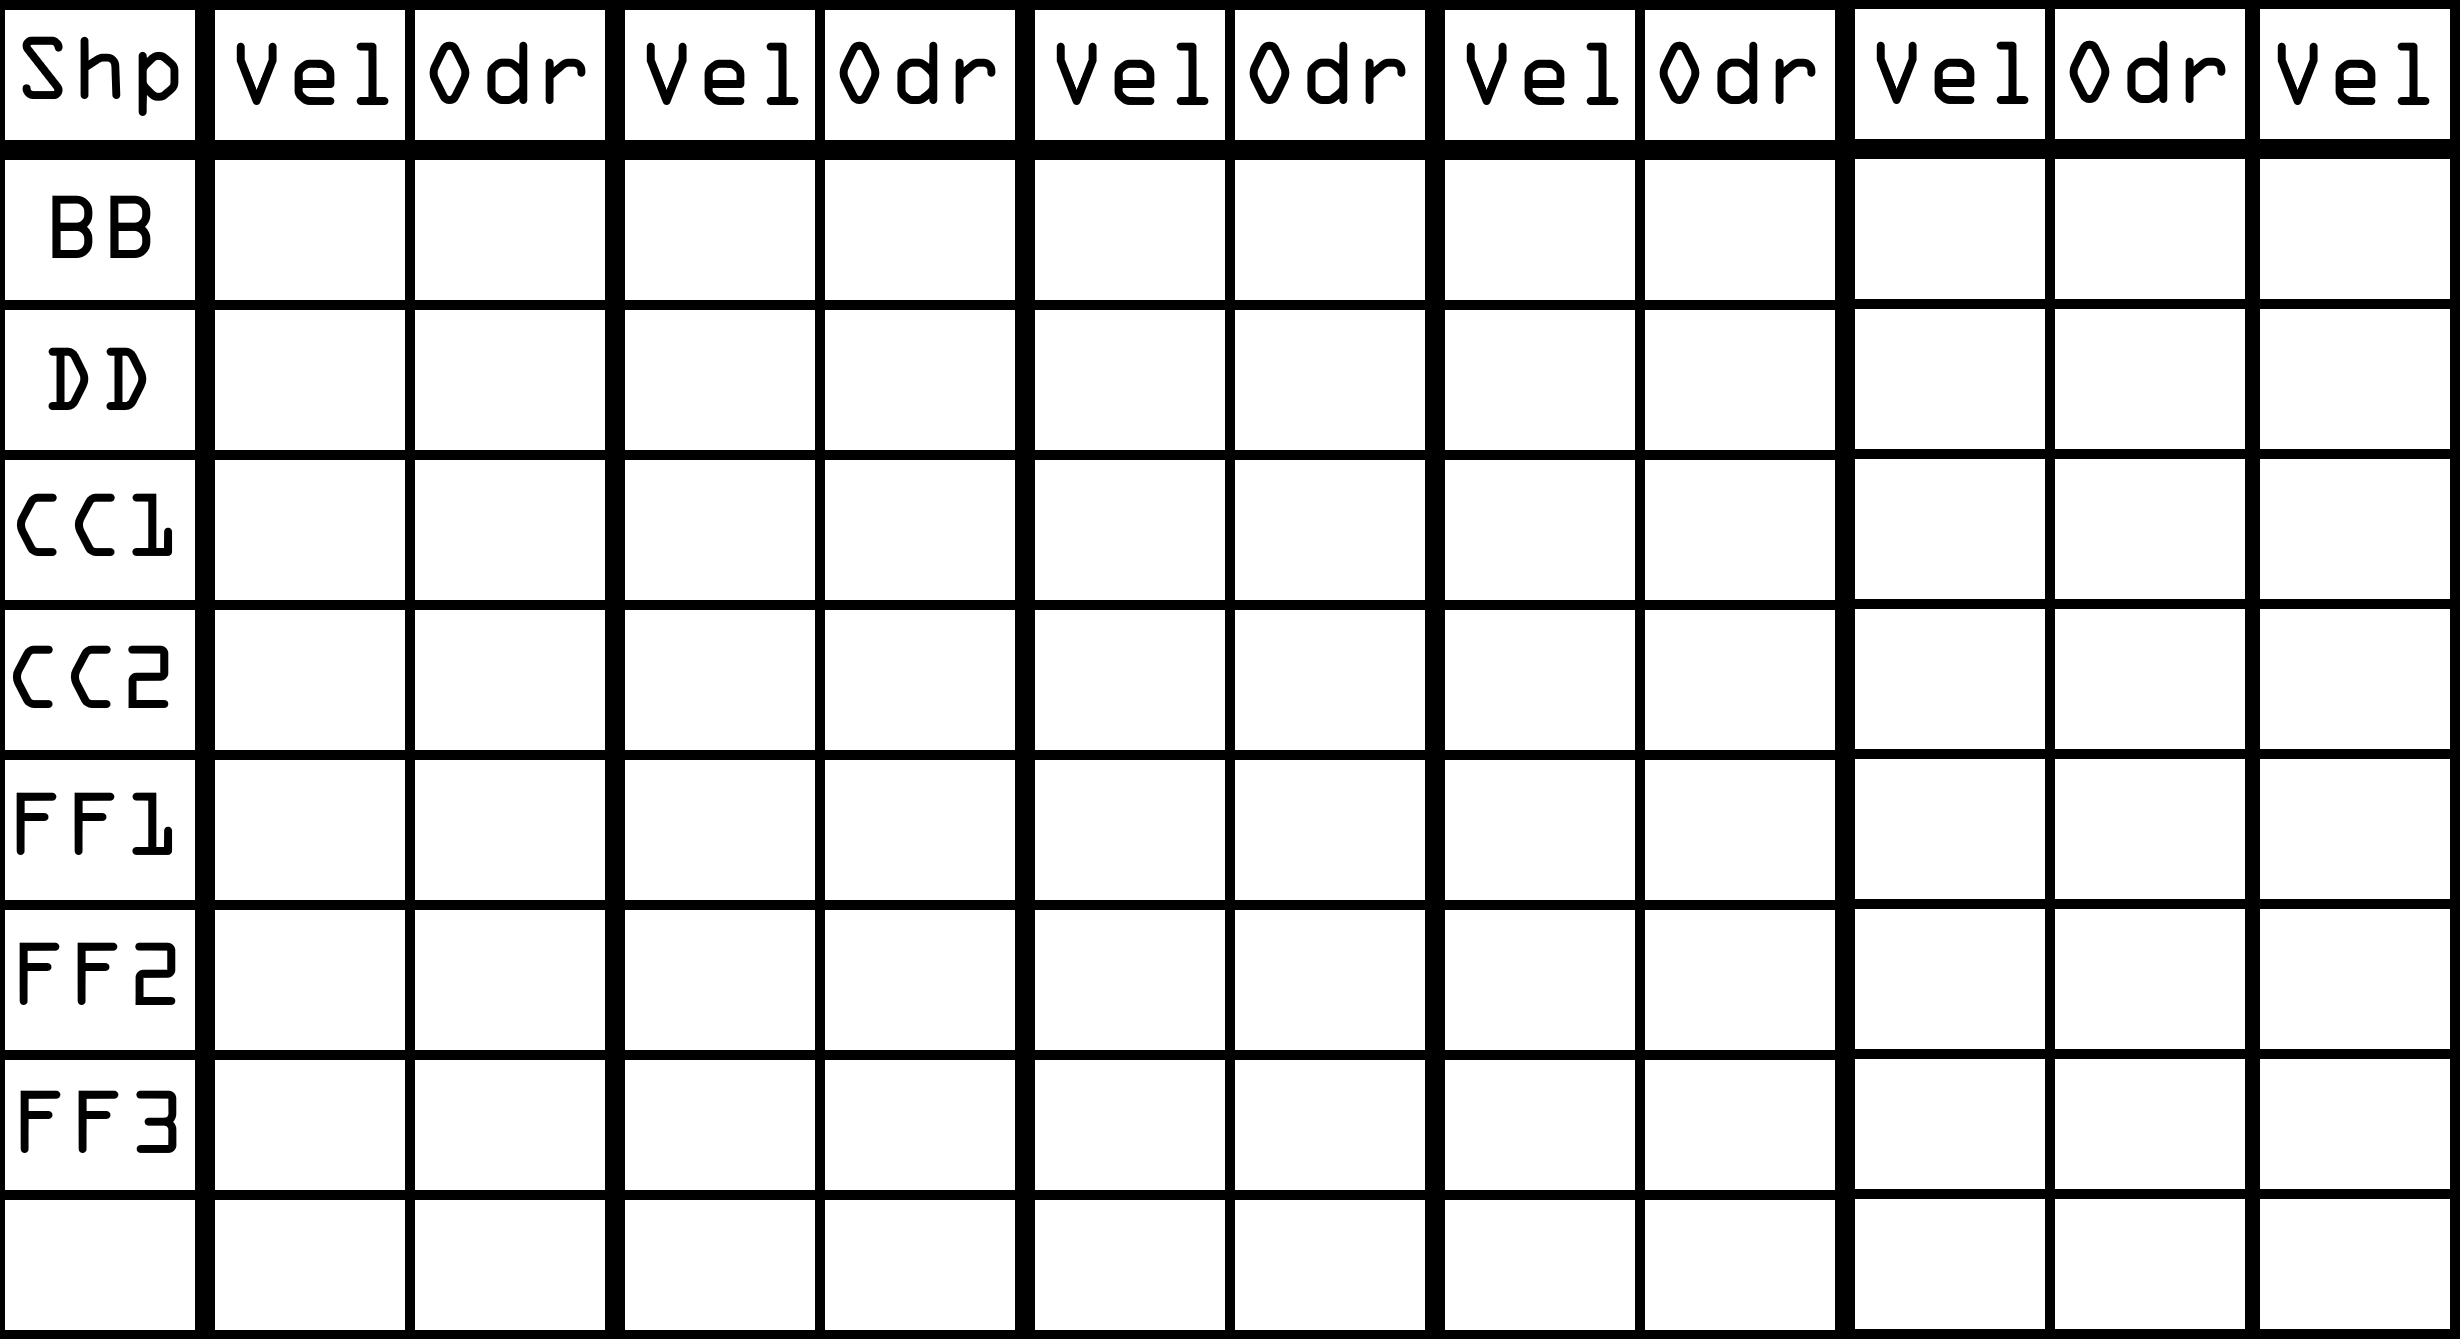 Shp Vel Odr Vel Odr Vel Odr Vel Odr Vel Odr Vel
BB
DD
CC1
CC2
FF1
FF2
FF3